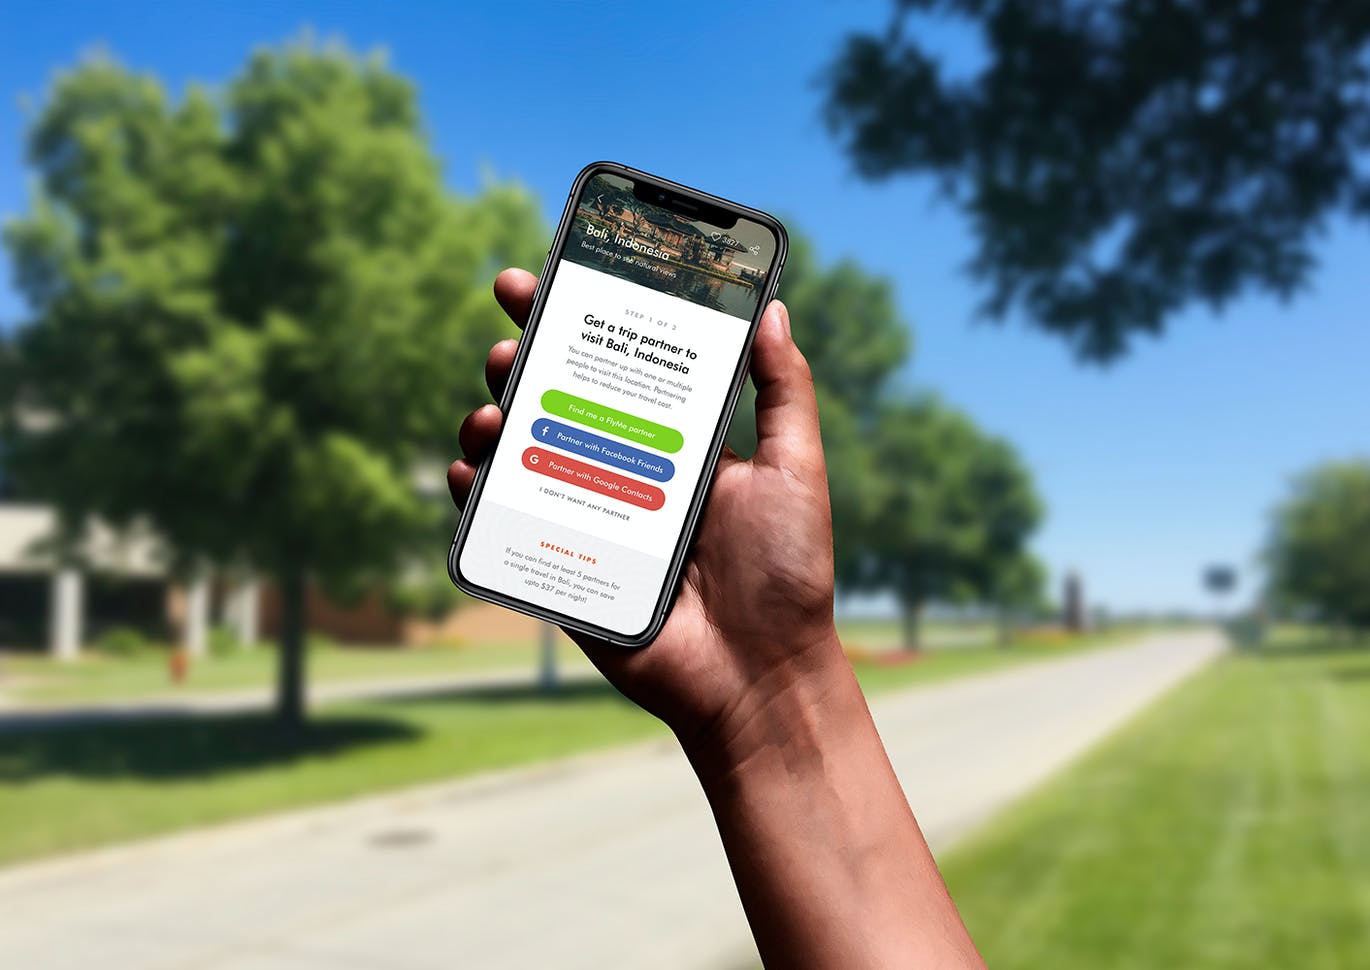 Bali, Indonesia
3827
Best place to see natural views
STEP 1 OF 3
Get a trip partner to
visit Bali, Indonesia
You can partner up with one or multiple
people to visit this location. Partnering
helps to reduce your travel cost.
Find me a FlyMe partner
f Partner with Facebook Friends
G Partner with Google Contacts
I DON'T WANT ANY PARTNER
SPECIAL TIPS
If you can find at least 5 partners for
a single travel in Bali, you can save
upto $37 per night!